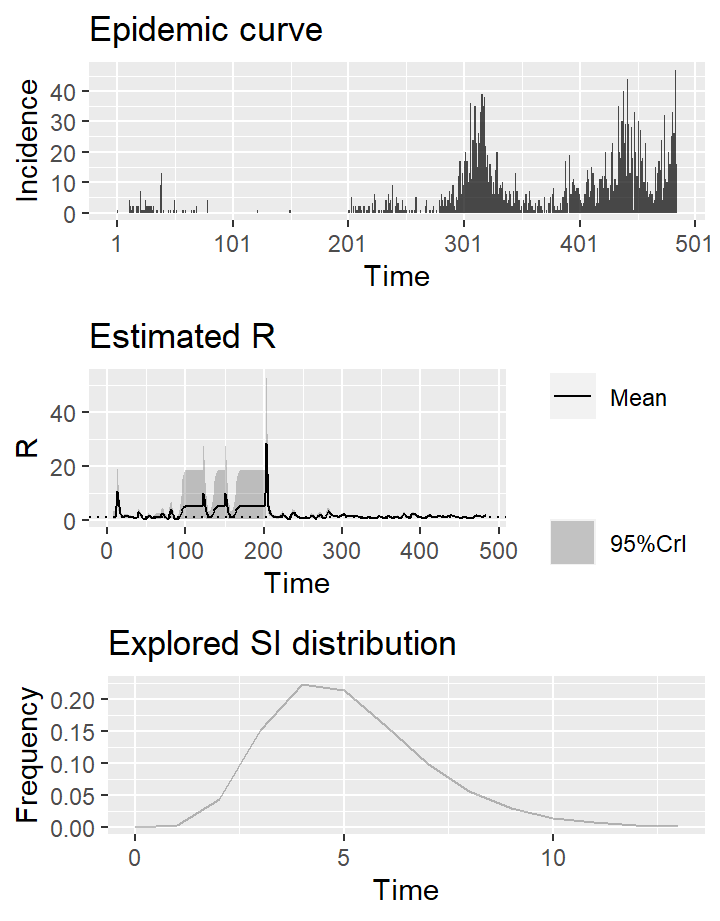 Epidemic curve
Incidence
40
30
20
10
0
1 101 201 301 401 501
Time
Estimated R
R
40
20
0
0 100 200 300 400 500
Time
Mean
95%CrI
Explored SI distribution
Frequency
0.20
0.15
0.10
0.05
0.00
0 5 10
Time